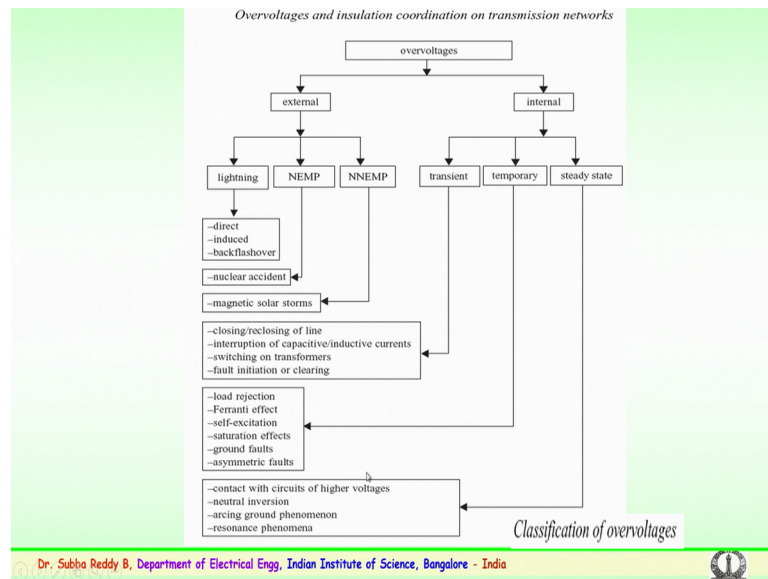 Overvoltages and insulation coordination on transmission networks
overvoltages
external
internal
lightning
NEMP
NNEMP
transient
temporary
steady state
–direct
–induced
–backflashover
–nuclear accident
–magnetic solar storms
–closing/reclosing of line
–interruption of capacitive/inductive currents
–switching on transformers
–fault initiation or clearing
–load rejection
–Ferranti effect
–self-excitation
–saturation effects
–ground faults
–asymmetric faults
–contact with circuits of higher voltages
–neutral inversion
–arcing ground phenomenon
–resonance phenomena
Classification of overvoltages
Dr. Subba Reddy B, Department of Electrical Engg, Indian Institute of Science, Bangalore - India